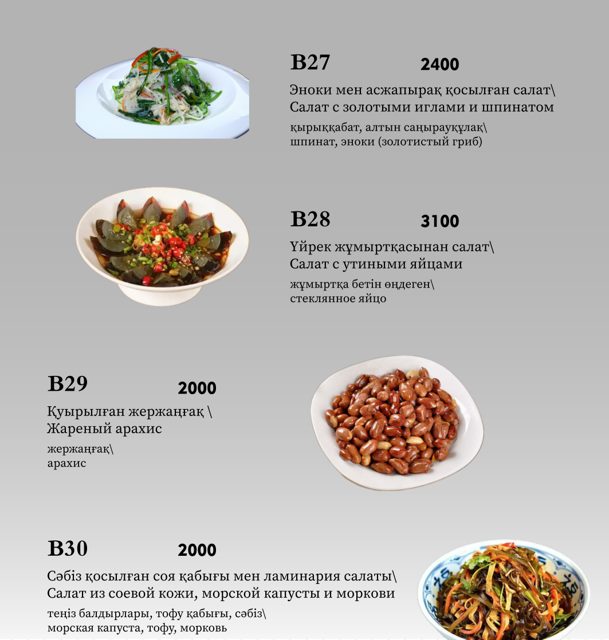 B27 2400
Эноки мен асжапырақ қосылған салат\
Салат с золотыми иглами и шпинатом
қырыққабат, алтын саңырауқұлақ\
шпинат, эноки (золотистый гриб)
B28 3100
Үйрек жұмыртқасынан салат\
Салат с утиными яйцами
жұмыртқа бетін өңдеген\
стеклянное яйцо
B29 2000
Қуырылған жержаңғақ \
Жареный арахис
жержаңғақ\
арахис
B30 2000
Сәбіз қосылған соя қабығы мен ламинария салаты\
Салат из соевой кожи, морской капусты и моркови
теңіз балдырлары, тофу қабығы, сәбіз\
морская капуста, тофу, морковь